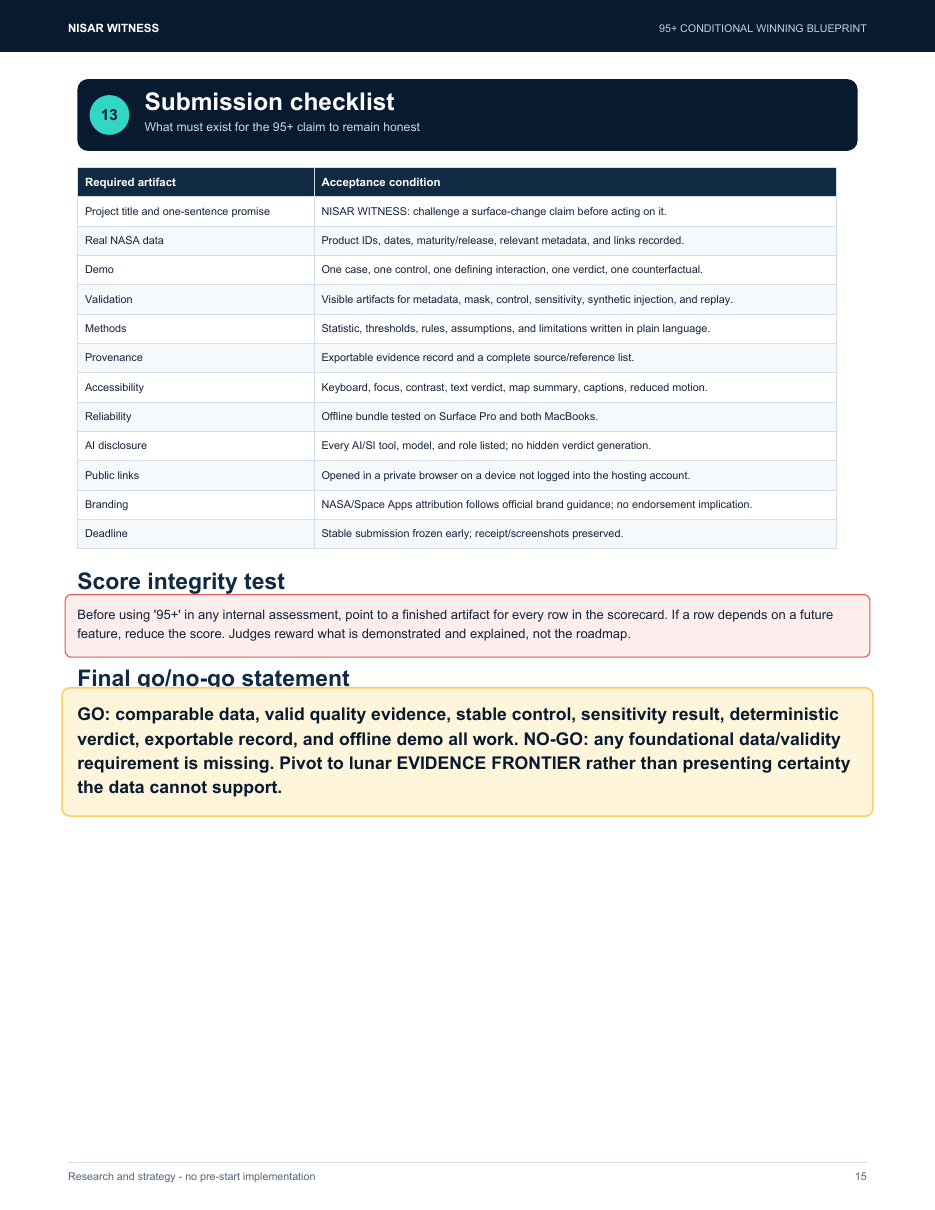 NISAR WITNESS
95+ CONDITIONAL WINNING BLUEPRINT
13
Submission checklist
What must exist for the 95+ claim to remain honest
Required artifact
Acceptance condition
Project title and one-sentence promise
NISAR WITNESS: challenge a surface-change claim before acting on it.
Real NASA data
Product IDs, dates, maturity/release, relevant metadata, and links recorded.
Demo
One case, one control, one defining interaction, one verdict, one counterfactual.
Validation
Visible artifacts for metadata, mask, control, sensitivity, synthetic injection, and replay.
Methods
Statistic, thresholds, rules, assumptions, and limitations written in plain language.
Provenance
Exportable evidence record and a complete source/reference list.
Accessibility
Keyboard, focus, contrast, text verdict, map summary, captions, reduced motion.
Reliability
Offline bundle tested on Surface Pro and both MacBooks.
AI disclosure
Every AI/SI tool, model, and role listed; no hidden verdict generation.
Public links
Opened in a private browser on a device not logged into the hosting account.
Branding
NASA/Space Apps attribution follows official brand guidance; no endorsement implication.
Deadline
Stable submission frozen early; receipt/screenshots preserved.
Score integrity test
Before using '95+' in any internal assessment, point to a finished artifact for every row in the scorecard. If a row depends on a future
feature, reduce the score. Judges reward what is demonstrated and explained, not the roadmap.
Final go/no-go statement
GO: comparable data, valid quality evidence, stable control, sensitivity result, deterministic
verdict, exportable record, and offline demo all work. NO-GO: any foundational data/validity
requirement is missing. Pivot to lunar EVIDENCE FRONTIER rather than presenting certainty
the data cannot support.
Research and strategy - no pre-start implementation
15